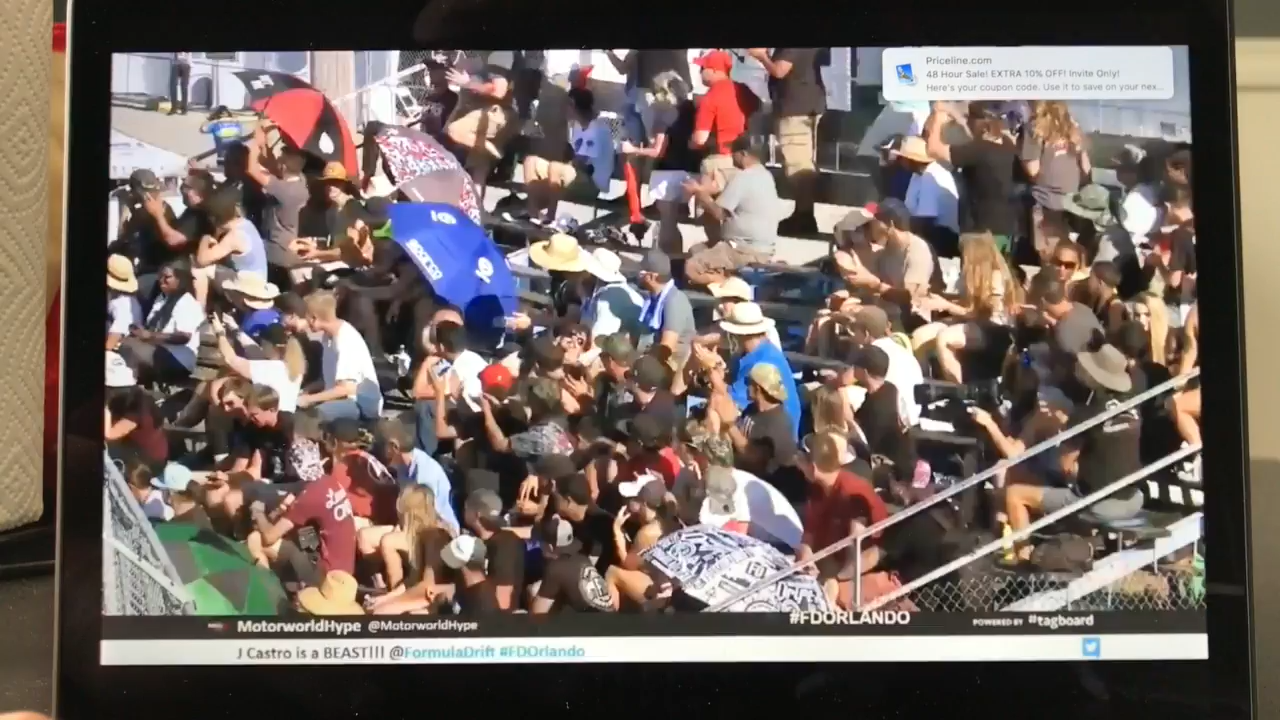 Priceline.com
48 Hour Sale! EXTRA 10% OFF! Invite Only!
Here's your coupon code. Use it to save on your nex...
SPARCO
MotorworldHype @MotorworldHype
#FDORLANDO
POWERED BY #tagboard
J Castro is a BEAST!!! @FormulaDrift #FDOrlando